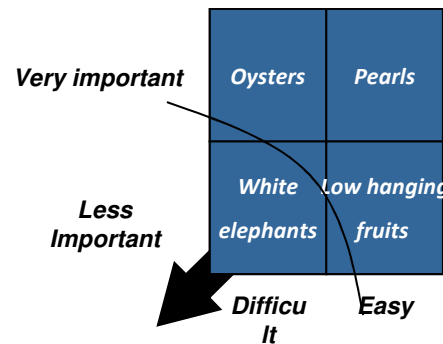 Very important
Oysters
Pearls
Less
Important
White
elephants
Low hanging
fruits
Difficu
lt
Easy